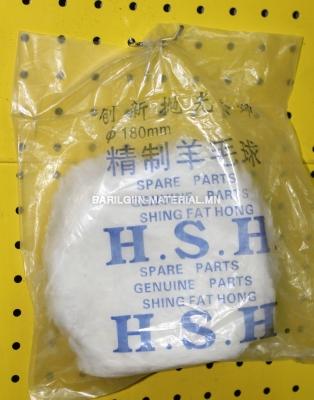 创新抛光
φ180mm
精制羊毛球
SPARE PARTS
GENUINE PARTS
BARILGIIN-MATERIAL.MN
SHING FAT HONG
H.S.H
SPARE PARTS
GENUINE PARTS
SHING FAT HONG
H.S.H